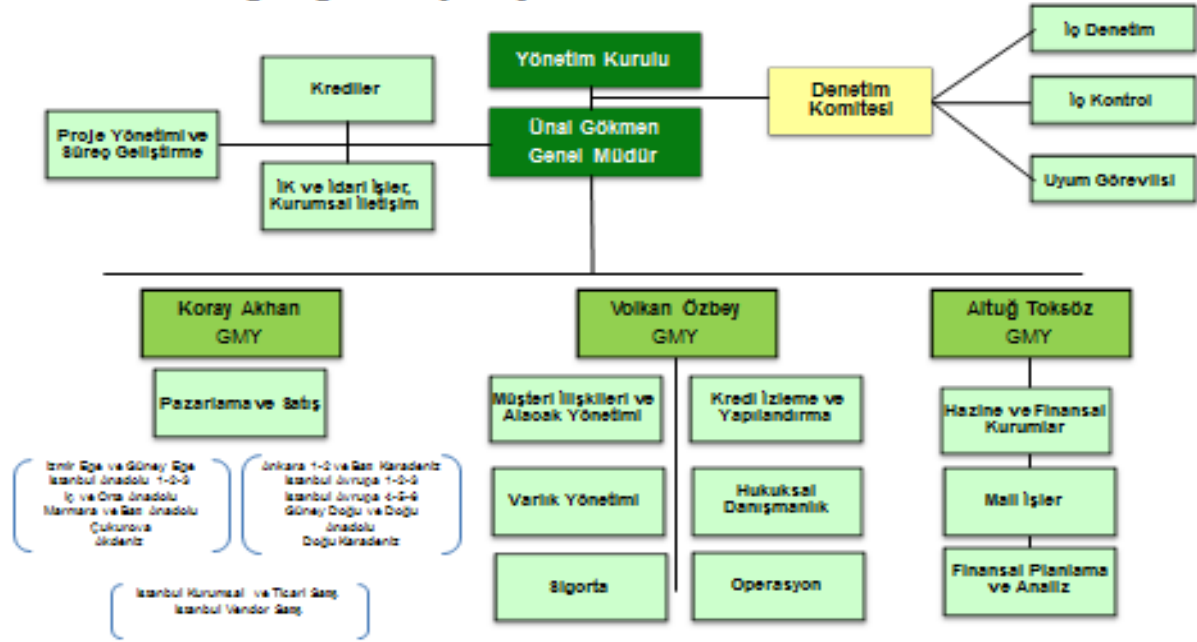 Yönetim Kurulu
İç Denetim
Krediler
Denetim
Komitesi
İç Kontrol
Proje Yönetimi ve
Süreç Geliştirme
Ünal Gökmen
Genel Müdür
İK ve İdari İşler,
Kurumsal İletişim
Uyum Görevlisi
Koray Akhan
GMY
Volkan Özbey
GMY
Altuğ Toksöz
GMY
Pazarlama ve Satış
Müşteri İlişkileri ve
Alacak Yönetimi
Kredi İzleme ve
Yapılandırma
Hazine ve Finansal
Kurumlar
İzmir Ege ve Güney Ege
İstanbul Anadolu 1-2-3
İç ve Orta Anadolu
Marmara ve Batı Anadolu
Çukurova
Akdeniz
Ankara 1-2 ve Batı Karadeniz
İstanbul Avrupa 1-2-3
İstanbul Avrupa 4-5-6
Güney Doğu ve Doğu
Anadolu
Doğu Karadeniz
Varlık Yönetimi
Hukuksal
Danışmanlık
Mali İşler
Sigorta
Operasyon
Finansal Planlama
ve Analiz
İstanbul Kurumsal ve Ticari Satış
İstanbul Vendor Satış